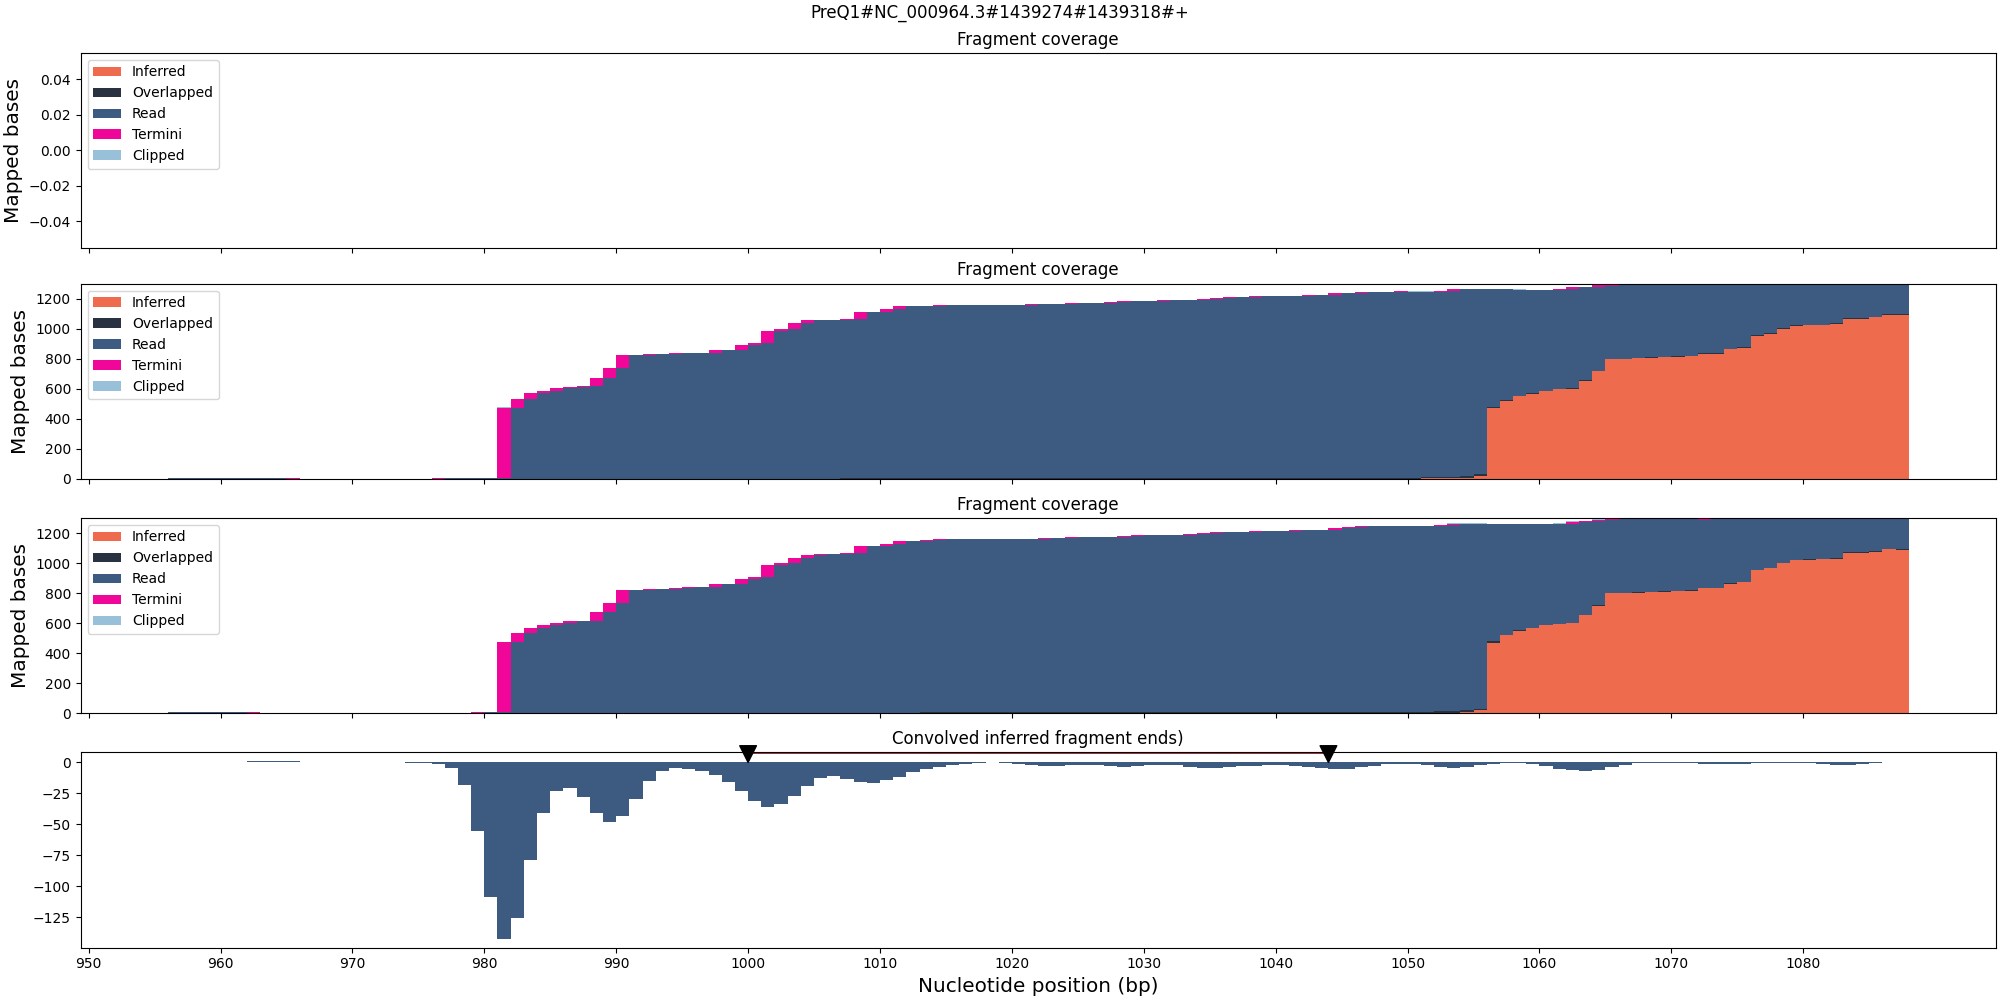 PreQ1#NC_000964.3#1439274#1439318#+
Fragment coverage
Mapped bases
0.04
0.02
0.00
−0.02
−0.04
Inferred
Overlapped
Read
Termini
Clipped
Fragment coverage
Mapped bases
1200
1000
800
600
400
200
0
Inferred
Overlapped
Read
Termini
Clipped
Fragment coverage
Mapped bases
1200
1000
800
600
400
200
0
Inferred
Overlapped
Read
Termini
Clipped
Convolved inferred fragment ends)
0
−25
−50
−75
−100
−125
950 960 970 980 990 1000 1010 1020 1030 1040 1050 1060 1070 1080
Nucleotide position (bp)